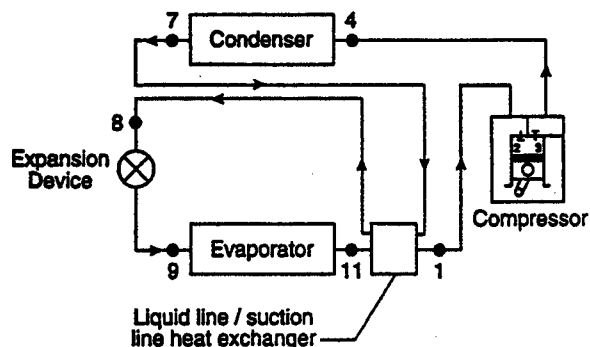 7
Condenser
4
8
Expansion
Device
2 3
Compressor
9
Evaporator
11
1
Liquid line / suction
line heat exchanger